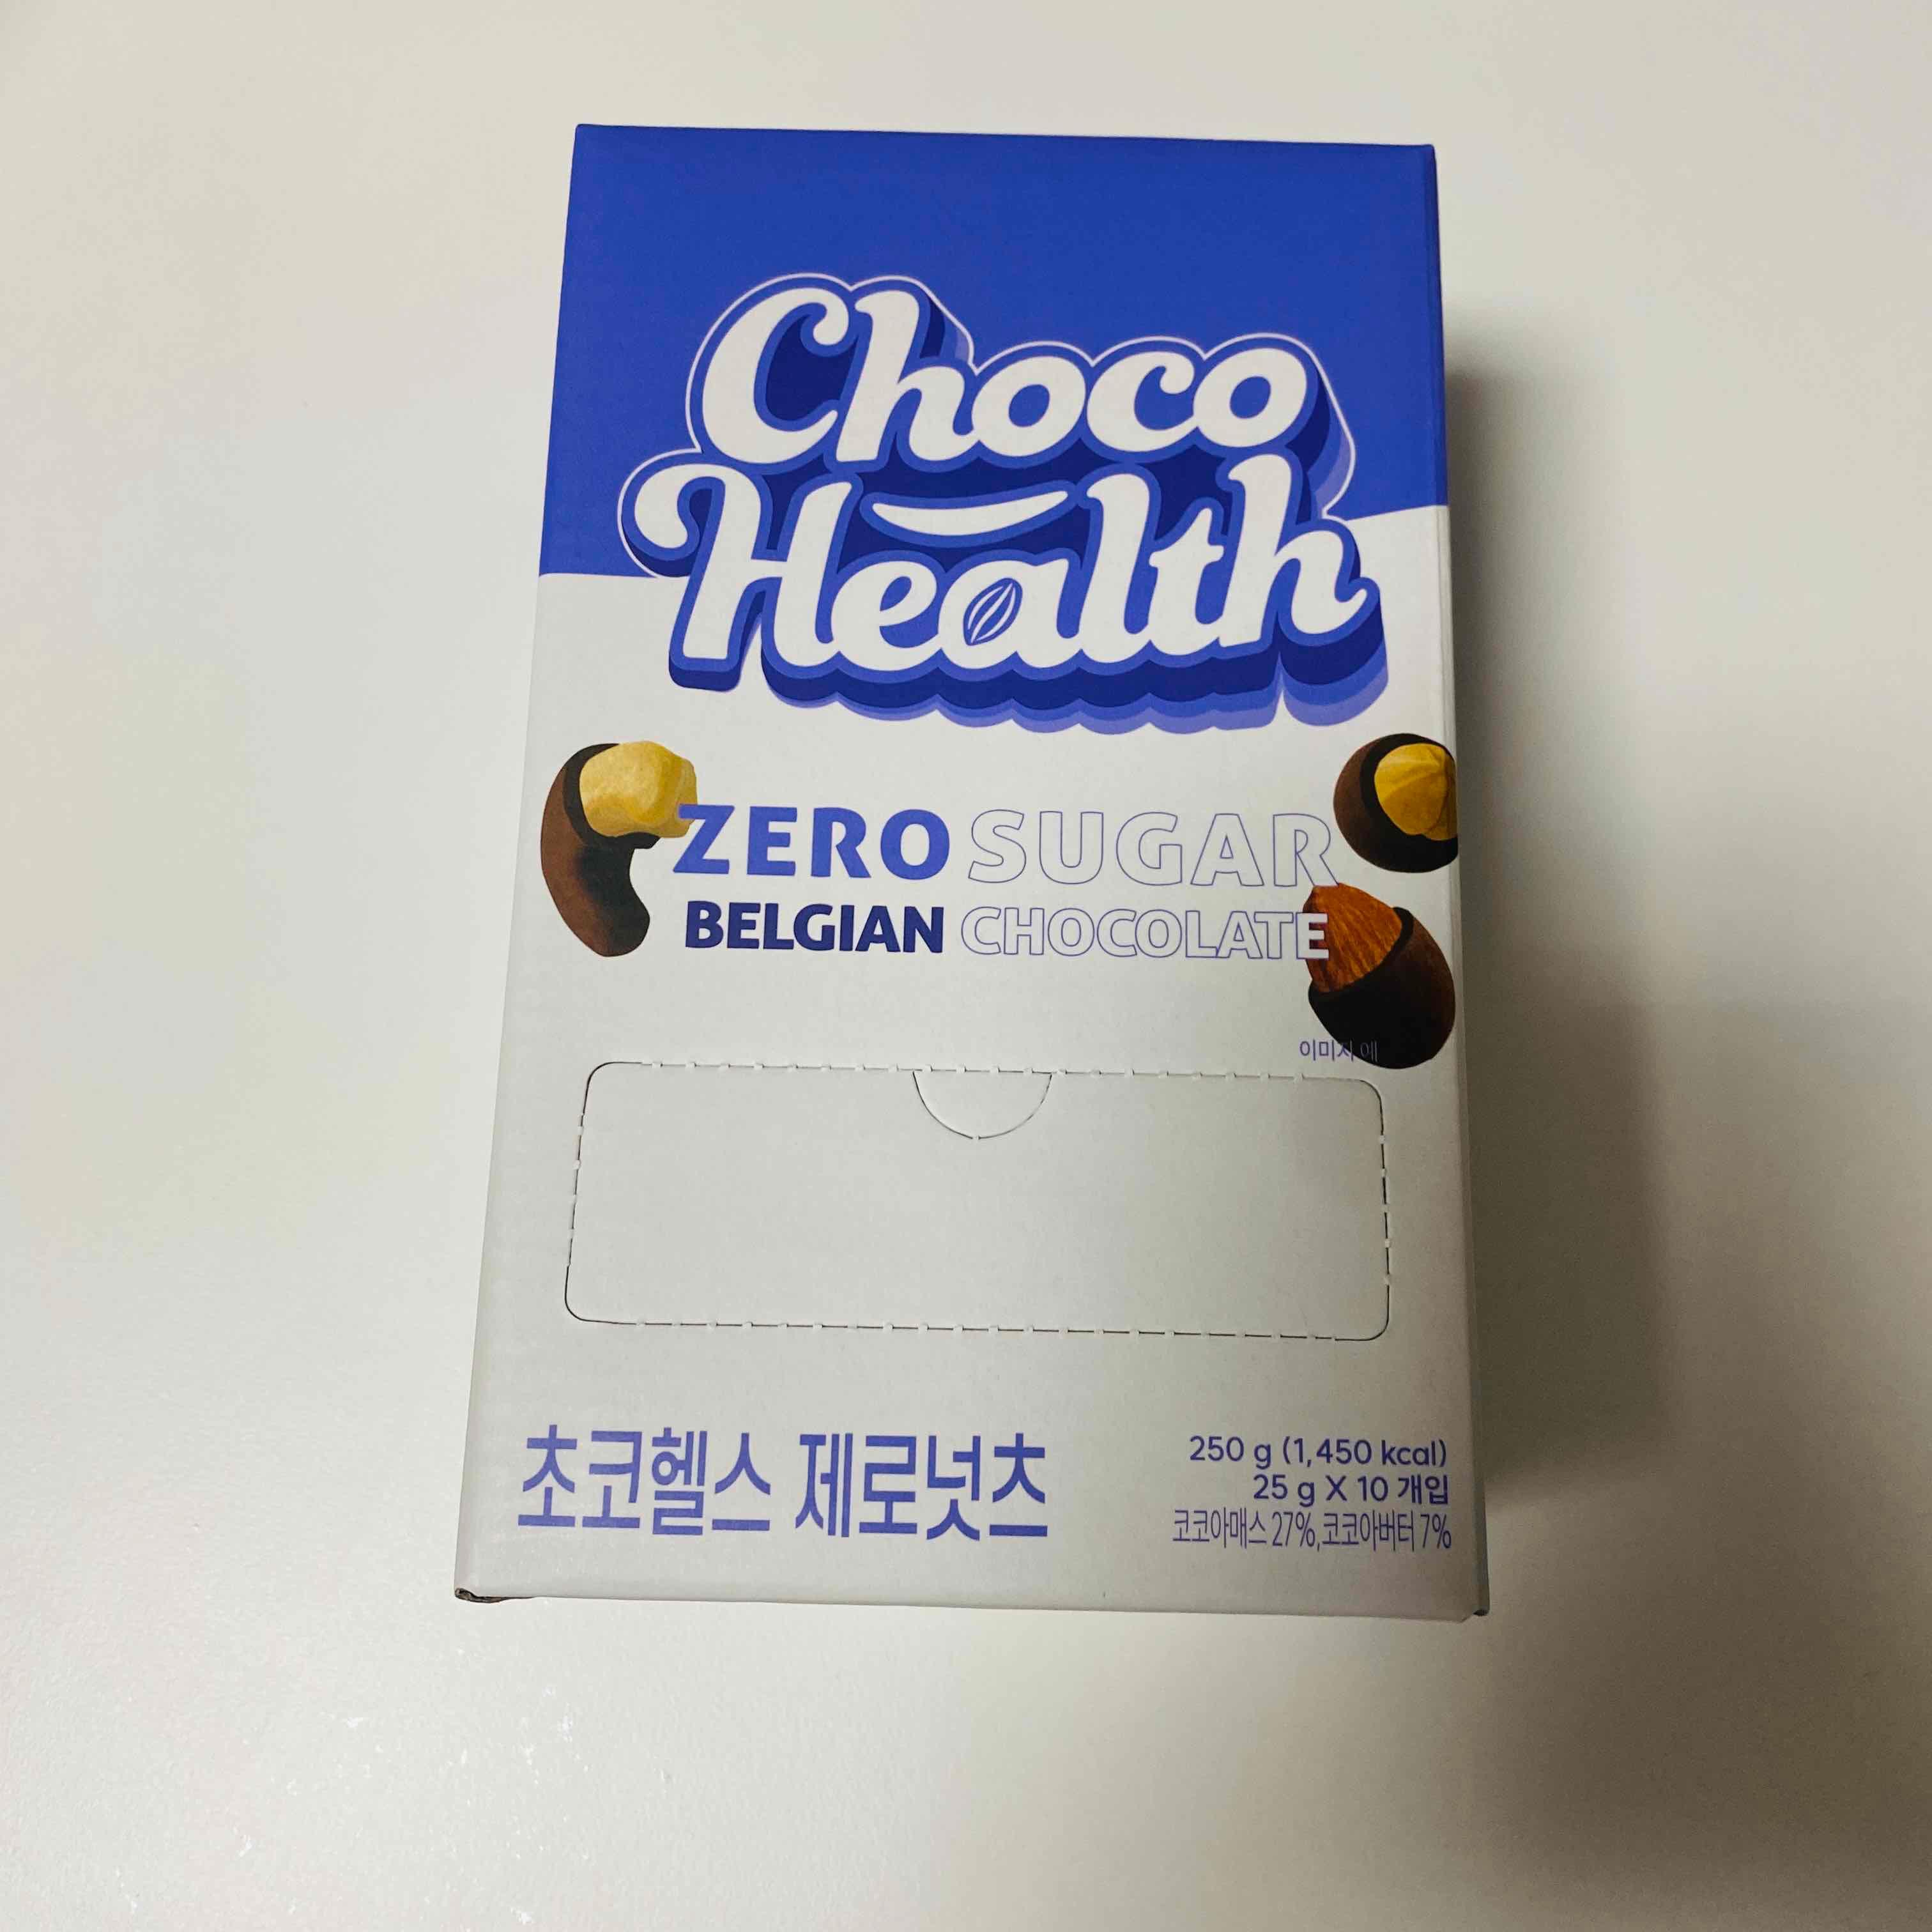 Choco
Health
ZERO SUGAR
BELGIAN CHOCOLATE
이미지 예
초코헬스 제로넛츠
250 g (1,450 kcal)
25 g X 10 개입
코코아매스 27%, 코코아버터 7%